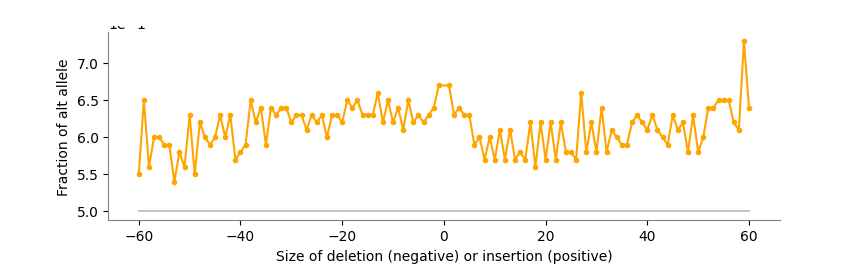 7.0
6.5
6.0
5.5
5.0
Fraction of alt allele
−60 −40 −20 0 20 40 60
Size of deletion (negative) or insertion (positive)